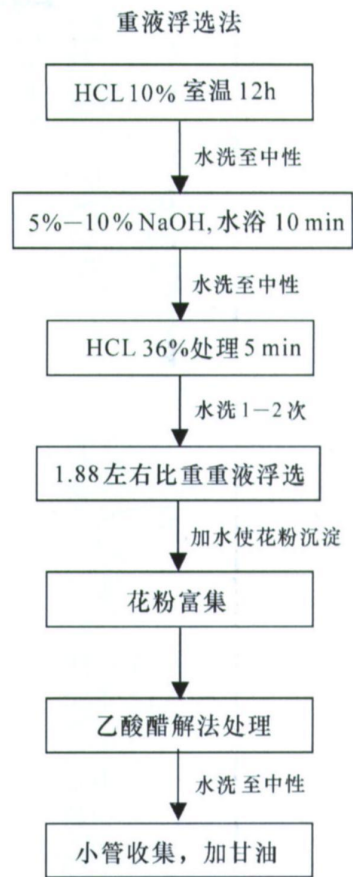 重液浮选法
HCL 10% 室温 12h
水洗至中性
5%—10% NaOH, 水浴 10 min
水洗至中性
HCL 36%处理 5 min
水洗 1—2 次
1.88左右比重重液浮选
加水使花粉沉淀
花粉富集
乙酸醋解法处理
水洗 至中性
小管收集，加甘油